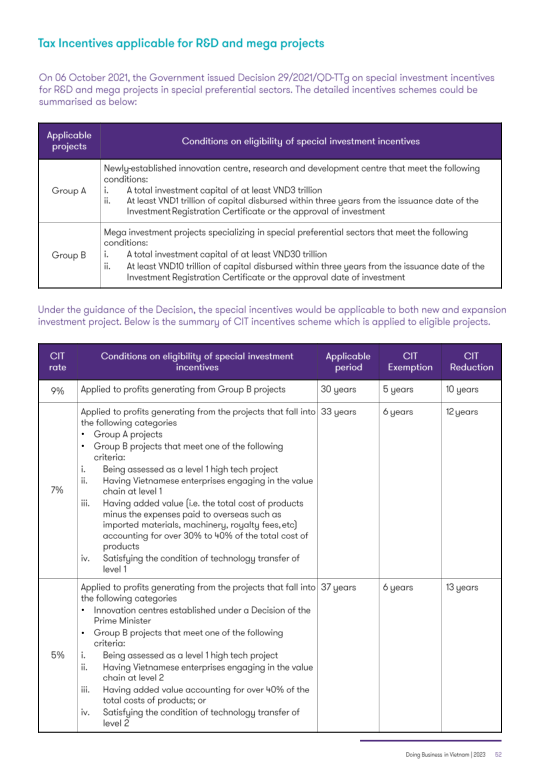 Tax Incentives applicable for R&D and mega projects
On 06 October 2021, the Government issued Decision 29/2021/QD-TTg on special investment incentives
for R&D and mega projects in special preferential sectors. The detailed incentives schemes could be
summarised as below:
Applicable
projects
Conditions on eligibility of special investment incentives
Group A
Newly-established innovation centre, research and development centre that meet the following
conditions:
i. A total investment capital of at least VND3 trillion
ii. At least VND1 trillion of capital disbursed within three years from the issuance date of the
Investment Registration Certificate or the approval of investment
Group B
Mega investment projects specializing in special preferential sectors that meet the following
conditions:
i. A total investment capital of at least VND30 trillion
ii. At least VND10 trillion of capital disbursed within three years from the issuance date of the
Investment Registration Certificate or the approval date of investment
Under the guidance of the Decision, the special incentives would be applicable to both new and expansion
investment project. Below is the summary of CIT incentives scheme which is applied to eligible projects.
CIT
rate
Conditions on eligibility of special investment
incentives
Applicable
period
CIT
Exemption
CIT
Reduction
9% Applied to profits generating from Group B projects 30 years 5 years 10 years
Applied to profits generating from the projects that fall into 33 years 6 years 12 years
the following categories
• Group A projects
• Group B projects that meet one of the following
criteria:
i. Being assessed as a level 1 high tech project
ii. Having Vietnamese enterprises engaging in the value
chain at level 1
7%
iii. Having added value (i.e. the total cost of products
minus the expenses paid to overseas such as
imported materials, machinery, royalty fees,etc)
accounting for over 30% to 40% of the total cost of
products
iv. Satisfying the condition of technology transfer of
level 1
Applied to profits generating from the projects that fall into 37 years 6 years 13 years
the following categories
• Innovation centres established under a Decision of the
Prime Minister
• Group B projects that meet one of the following
criteria:
5%
i. Being assessed as a level 1 high tech project
ii. Having Vietnamese enterprises engaging in the value
chain at level 2
iii. Having added value accounting for over 40% of the
total costs of products; or
iv. Satisfying the condition of technology transfer of
level 2
Doing Business in Vietnam | 2023 52